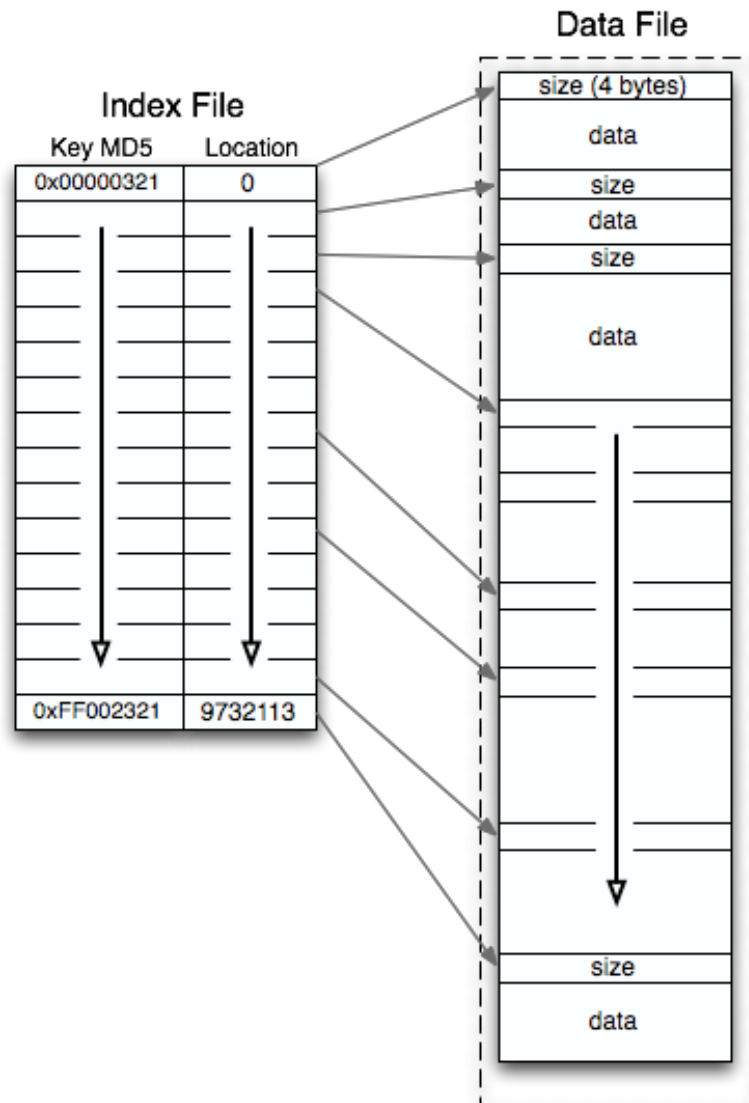 Data File
size (4 bytes)
data
size
data
size
data
size
data
Index File
Key MD5 Location
0x00000321 0
0xFF002321 9732113